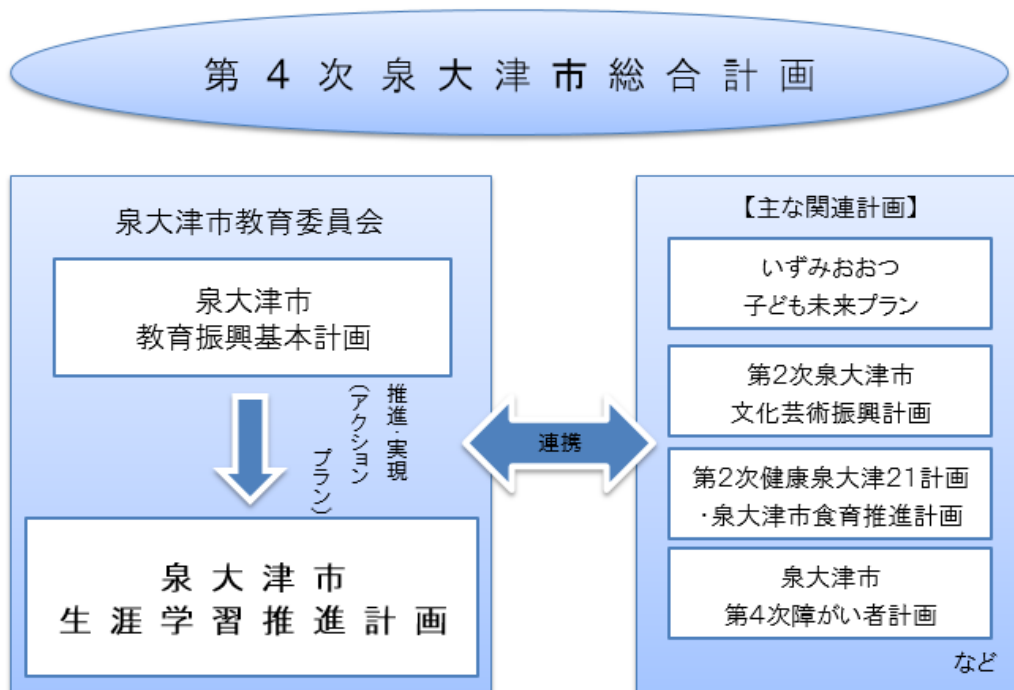 第４次泉大津市総合計画
泉大津市教育委員会
泉大津市
教育振興基本計画
推進・実現
（アクション
プラン）
泉大津市
生涯学習推進計画
連携
【主な関連計画】
いずみおおつ
子ども未来プラン
第2次泉大津市
文化芸術振興計画
第2次健康泉大津21計画
・泉大津市食育推進計画
泉大津市
第4次障がい者計画
など